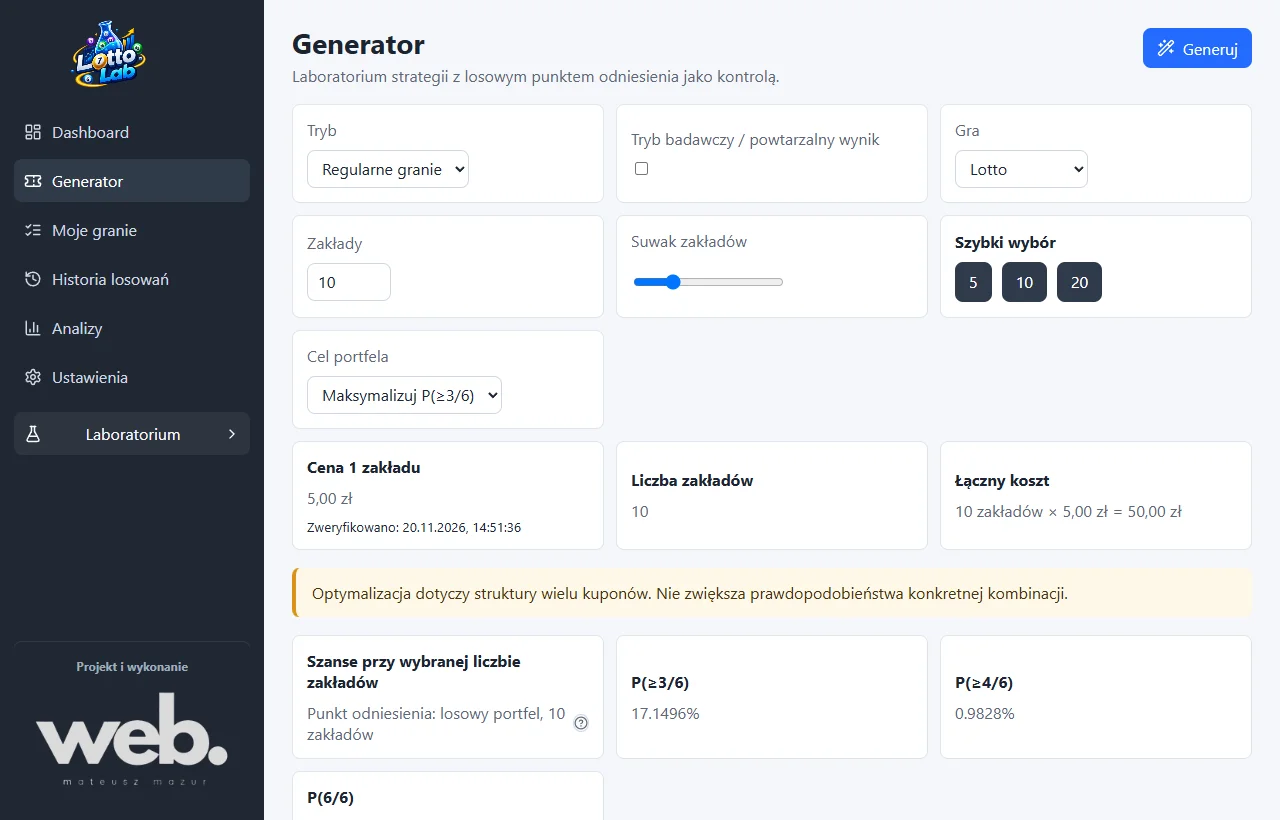 Lotto
Lab
Dashboard
Generator
Moje granie
Historia losowań
Analizy
Ustawienia
Laboratorium
Projekt i wykonanie
web.
mateusz mazur
Generator
Generuj
Laboratorium strategii z losowym punktem odniesienia jako kontrolą.
Tryb
Regularne granie
Tryb badawczy / powtarzalny wynik
Gra
Lotto
Zakłady
10
Suwak zakładów
Szybki wybór
5 10 20
Cel portfela
Maksymalizuj P(≥3/6)
Cena 1 zakładu
5,00 zł
Zweryfikowano: 20.11.2026, 14:51:36
Liczba zakładów
10
Łączny koszt
10 zakładów × 5,00 zł = 50,00 zł
Optymalizacja dotyczy struktury wielu kuponów. Nie zwiększa prawdopodobieństwa konkretnej kombinacji.
Szanse przy wybranej liczbie
zakładów
Punkt odniesienia: losowy portfel, 10
zakładów
?
P(≥3/6)
17.1496%
P(≥4/6)
0.9828%
P(6/6)